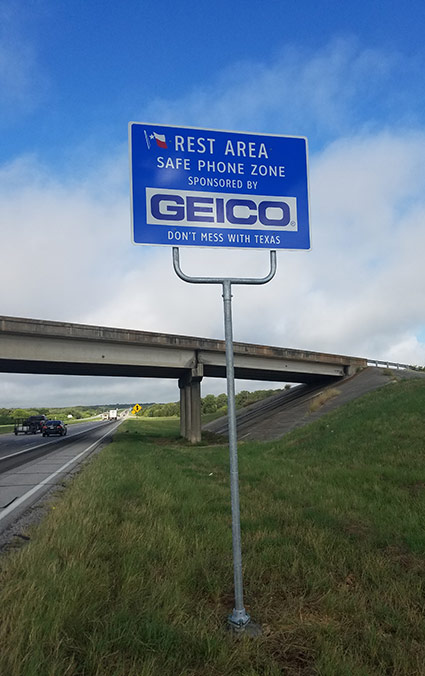 REST AREA
SAFE PHONE ZONE
SPONSORED BY
GEICO®
DON'T MESS WITH TEXAS